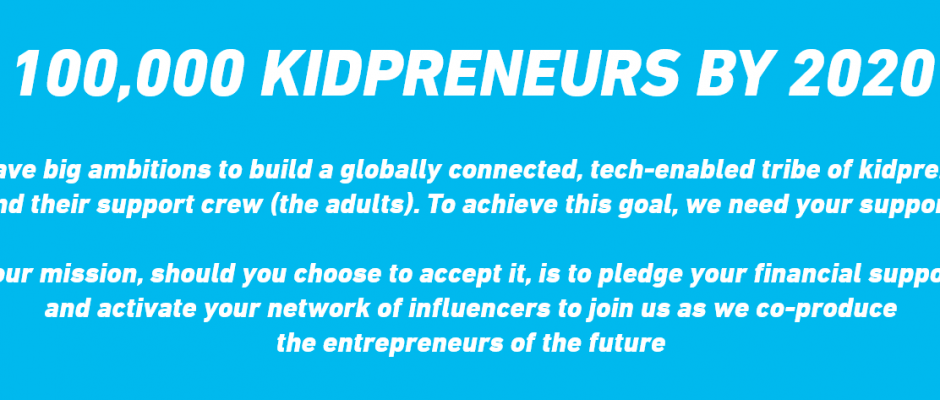 100,000 KIDPRENEURS BY 2020
ave big ambitions to build a globally connected, tech-enabled tribe of kidpre
nd their support crew (the adults). To achieve this goal, we need your suppor
our mission, should you choose to accept it, is to pledge your financial suppo
and activate your network of influencers to join us as we co-produce
the entrepreneurs of the future